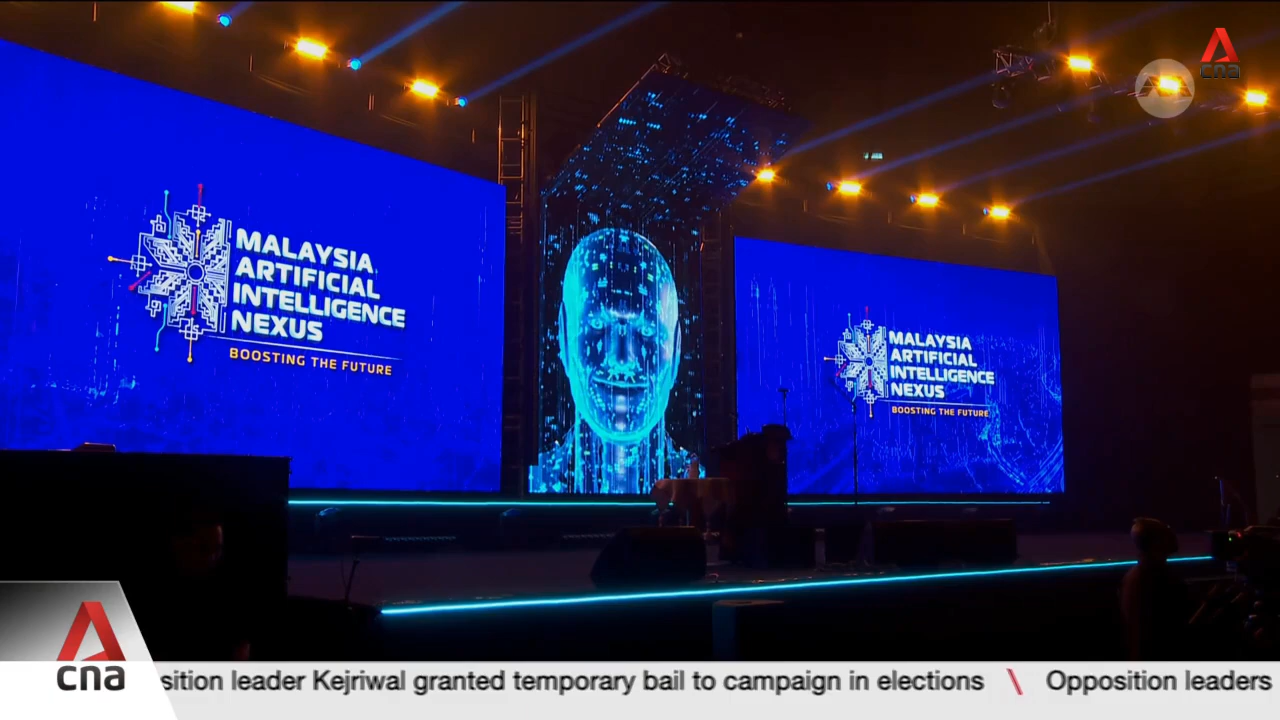 cna
MALAYSIA
ARTIFICIAL
INTELLIGENCE
NEXUS
BOOSTING THE FUTURE
MALAYSIA
ARTIFICIAL
INTELLIGENCE
NEXUS
BOOSTING THE FUTURE
cna
sition leader Kejriwal granted temporary bail to campaign in elections \ Opposition leaders